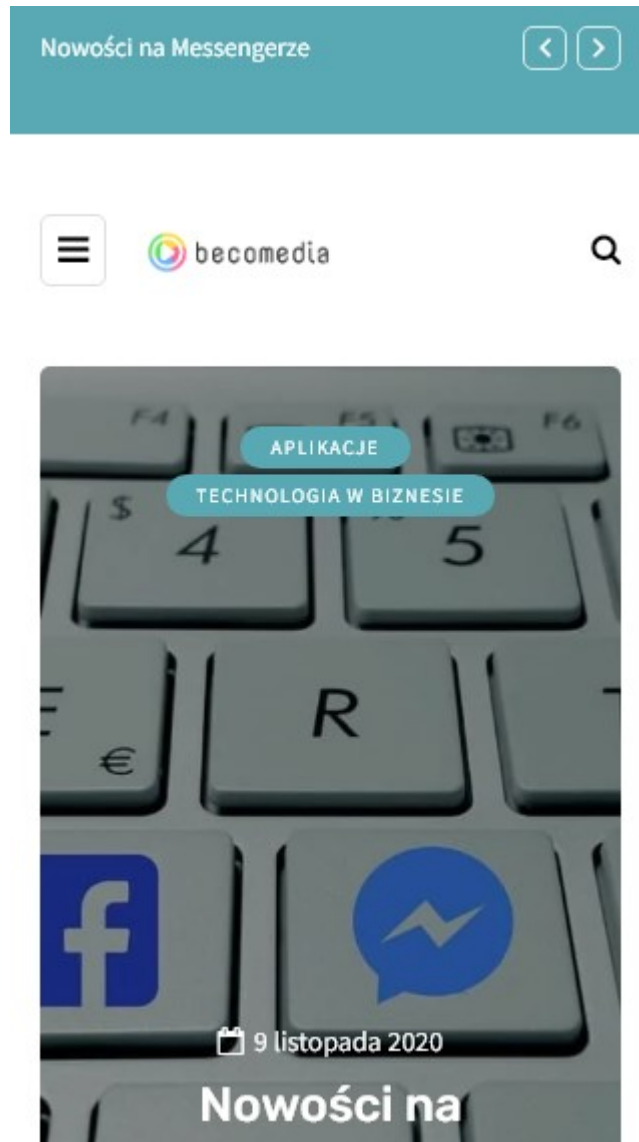 Nowości na Messengerze
becomedia
F4
F5
F6
APLIKACJE
TECHNOLOGIA W BIZNESIE
$
4
5
E
R
€
9 listopada 2020
Nowości na